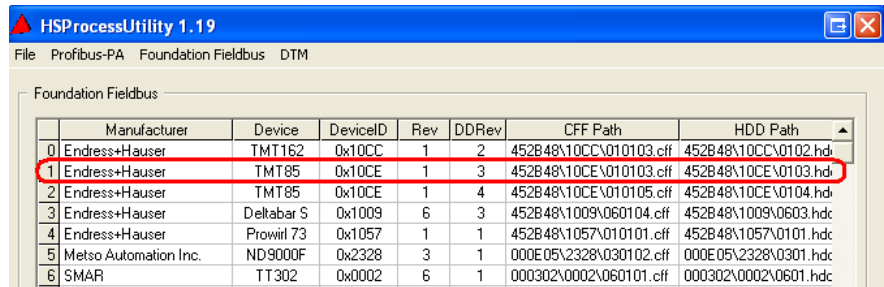 HSProcessUtility 1.19
File Profibus-PA Foundation Fieldbus DTM
Foundation Fieldbus
Manufacturer Device DeviceID Rev DDRev CFF Path HDD Path
0 Endress+Hauser TMT162 0x10CC 1 2 452B48\10CC\010103.cff 452B48\10CC\0102.hd
1 Endress+Hauser TMT85 0x10CE 1 3 452B48\10CE\010103.cff 452B48\10CE\0103.hd
2 Endress+Hauser TMT85 0x10CE 1 4 452B48\10CE\010105.cff 452B48\10CE\0104.hd
3 Endress+Hauser Deltabar S 0x1009 6 3 452B48\1009\060104.cff 452B48\1009\0603.hdc
4 Endress+Hauser Prowirl 73 0x1057 1 1 452B48\1057\010101.cff 452B48\1057\0101.hdc
5 Metso Automation Inc. ND9000F 0x2328 3 1 000E05\2328\030102.cff 000E05\2328\0301.hdc
6 SMAR TT302 0x0002 6 1 000302\0002\060101.cff 000302\0002\0601.hdc